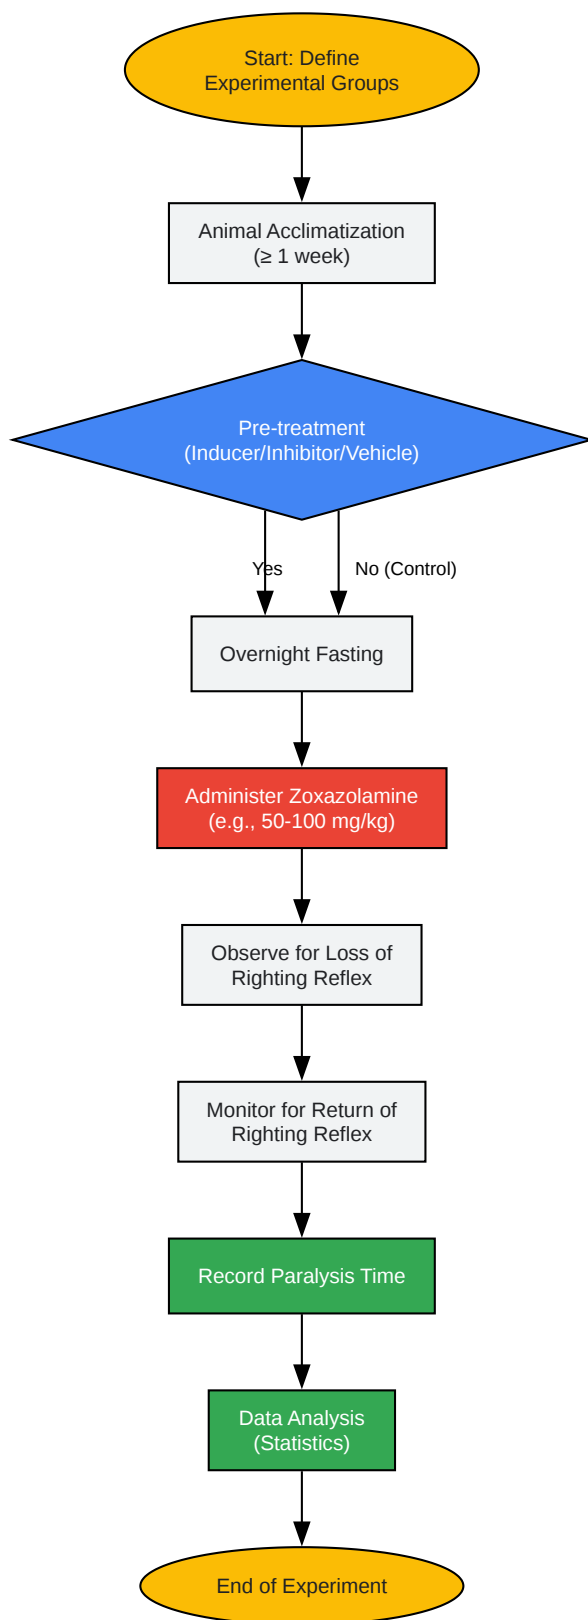 Start: Define
Experimental Groups
Animal Acclimatization
(≥ 1 week)
Pre-treatment
(Inducer/Inhibitor/Vehicle)
Yes
No (Control)
Overnight Fasting
Administer Zoxazolamine
(e.g., 50-100 mg/kg)
Observe for Loss of
Righting Reflex
Monitor for Return of
Righting Reflex
Record Paralysis Time
Data Analysis
(Statistics)
End of Experiment